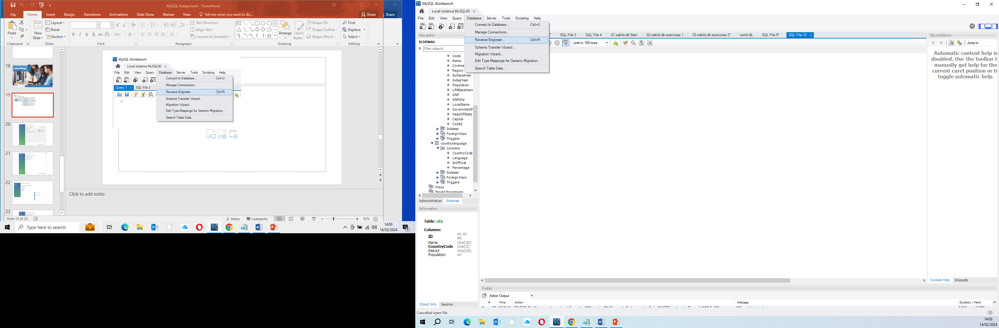 MySQL Assignment - PowerPoint
File Home Insert Design Transitions Animations Slide Show Review View Tell me what you want to do... Share Share
Paste
New Slide
Layout
Reset
Section
Text Direction
Align Text
Convert to SmartArt
Arrange
Quick Styles
Shape Fill
Shape Outline
Shape Effects
Find
Replace
Select
Clipboard Slides Font Paragraph Drawing Editing
18
19
20
21
22
23
MySQL Workbench
Local instance MySQL80
File Edit View Query Database Server Tools Scripting Help
Connect to Database... Ctrl+U
Manage Connections...
Query 1 SQL File 3
Reverse Engineer... Ctrl+R
Schema Transfer Wizard...
1
Migration Wizard...
Edit Type Mappings for Generic Migration...
Search Table Data...
Click to add notes
Slide 19 of 25 Notes Comments 62%
Type here to search
14:00
14/02/2024
MySQL Workbench
Local instance MySQL80
File Edit View Query Database Server Tools Scripting Help
Connect to Database... Ctrl+U
Manage Connections...
Reverse Engineer... Ctrl+R
Schema Transfer Wizard...
Migration Wizard...
Edit Type Mappings for Generic Migration...
Search Table Data...
Navigator
SCHEMAS
Filter objects
Code
Name
Contine
Region
SurfaceArea
IndepYear
Population
LifeExpectanc
GNP
GNPOld
LocalName
GovernmentF
HeadOfState
Capital
Code2
Indexes
Foreign Keys
Triggers
countrylanguage
Columns
CountryCode
Language
IsOfficial
Percentage
Indexes
Foreign Keys
Triggers
Views
Stored Procedures
Administration Schemas
Information
Table: city
Columns:
ID int AI PK
Name char(35)
CountryCode char(3)
District char(20)
Population int
Object Info Session
Cancelled open file
SQL File 3 SQL File 4 01 sakila db Start 02 sakila db exercises 1 03 sakila db exercises 2* world db SQL File 9* SQL File 12
Limit to 100 rows
SQLAdditions
Jump to
Automatic context help is
disabled. Use the toolbar t
manually get help for the
current caret position or to
toggle automatic help.
Context Help Snippets
Output
Action Output
# Time Action Message Duration / Fetch
14:00
14/02/2024